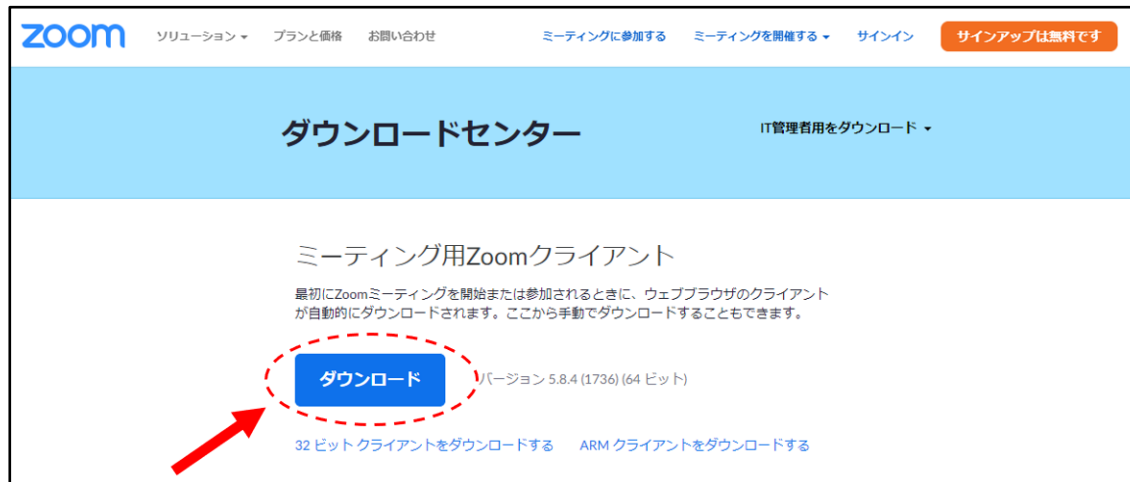 zoom ソリューション プランと価格 お問い合わせ ミーティングに参加する ミーティングを開催する サインイン サインアップは無料です
ダウンロードセンター IT管理者用をダウンロード
ミーティング用Zoomクライアント
最初にZoomミーティングを開始または参加されるときに、ウェブブラウザのクライアント
が自動的にダウンロードされます。ここから手動でダウンロードすることもできます。
ダウンロード バージョン 5.8.4 (1736) (64 ビット)
32 ビット クライアントをダウンロードする ARM クライアントをダウンロードする